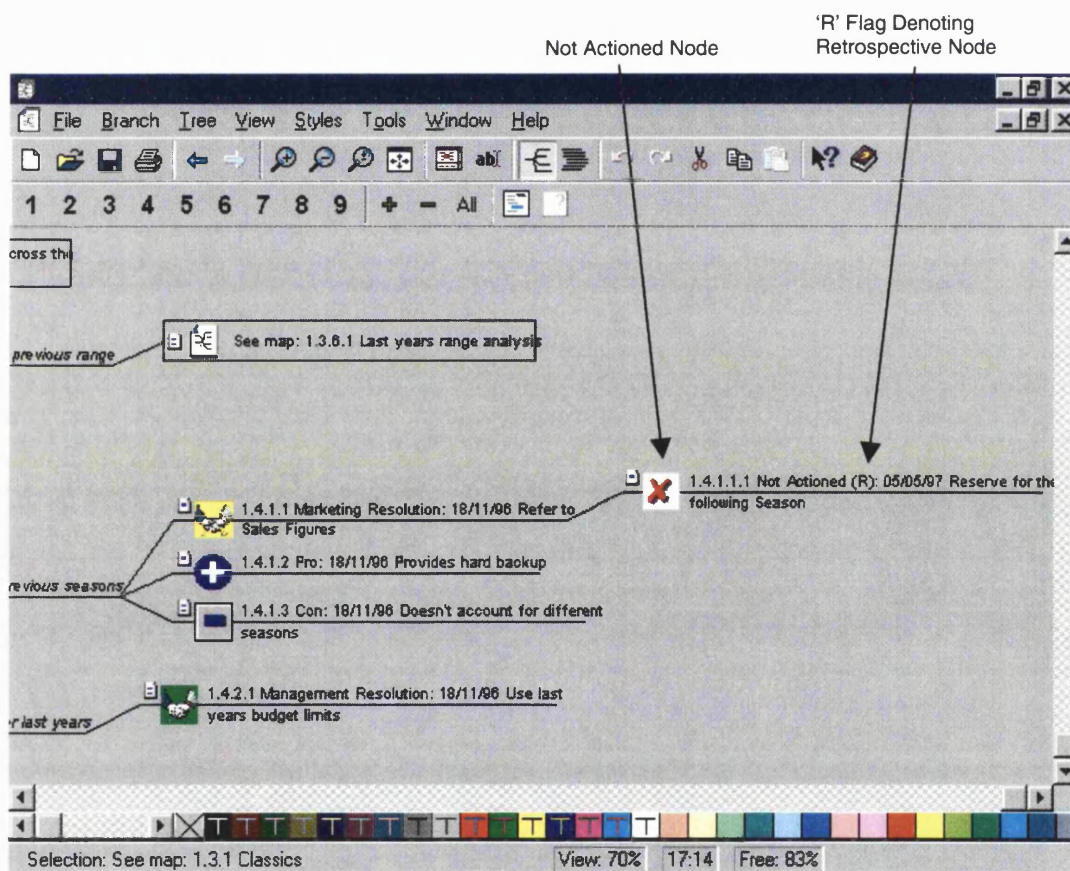 Not Actioned Node
'R' Flag Denoting
Retrospective Node
File Branch Tree View Styles Tools Window Help
ab
1 2 3 4 5 6 7 8 9 + - All
cross the
previous range
See map: 1.3.6.1 Last years range analysis
1.4.1.1.1 Not Actioned (R): 05/05/97 Reserve for the
following Season
1.4.1.1 Marketing Resolution: 18/11/96 Refer to
Sales Figures
1.4.1.2 Pro: 18/11/96 Provides hard backup
revious seasons
1.4.1.3 Con: 18/11/96 Doesn't account for different
seasons
1.4.2.1 Management Resolution: 18/11/96 Use last
years budget limits
r last years
T T T T T T T T T T T T T T T T
Selection: See map: 1.3.1 Classics View: 70% 17:14 Free: 83%